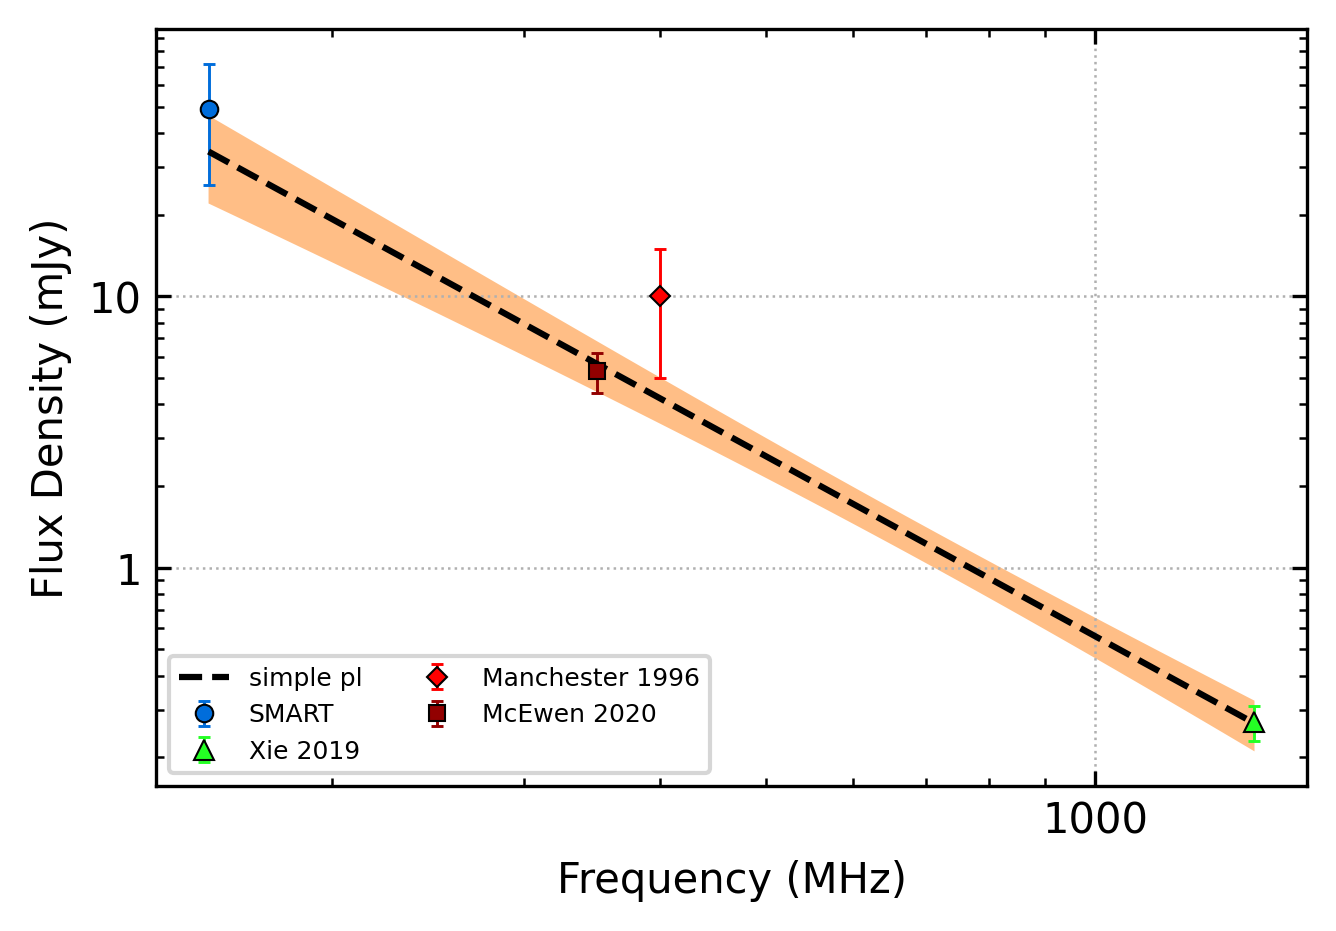 Flux Density (mJy)
10
1
simple pl
SMART
Xie 2019
Manchester 1996
McEwen 2020
1000
Frequency (MHz)